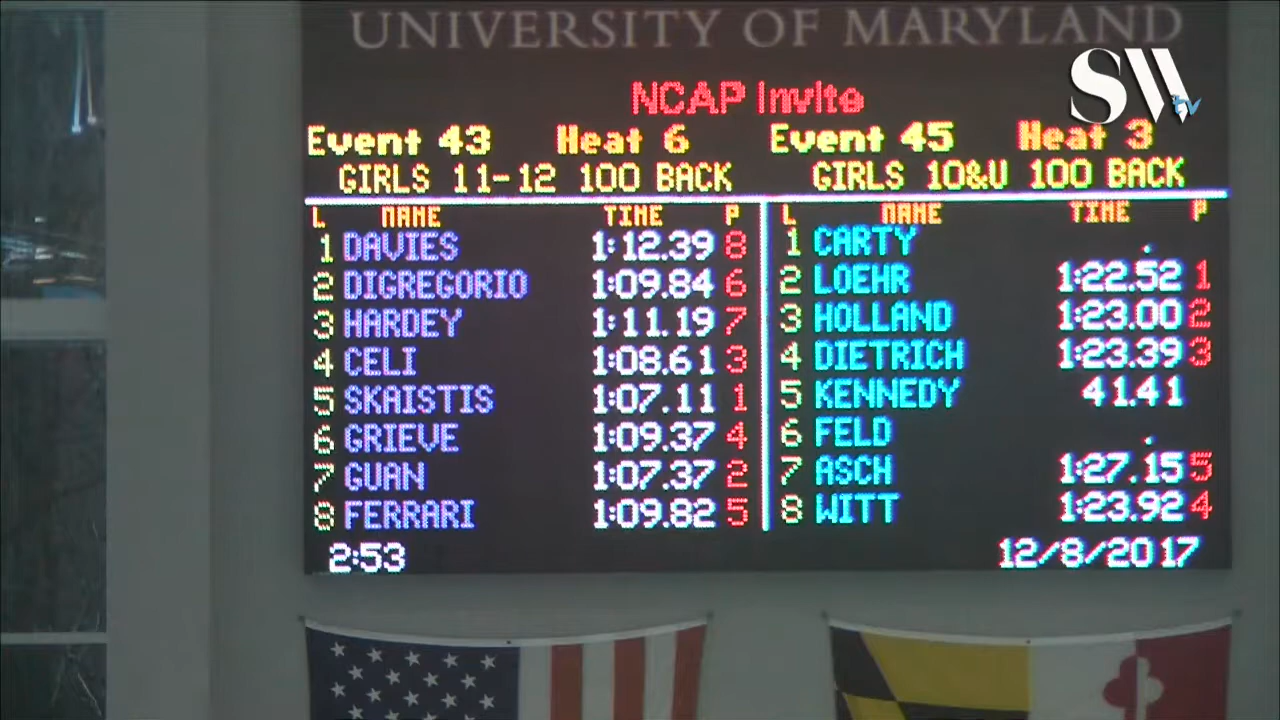 UNIVERSITY OF MARYLAND
SW tv
NCAP Invite
Event 43 Heat 6 Event 45 Heat 3
GIRLS 11-12 100 BACK GIRLS 10&U 100 BACK
L NAME TIME P L NAME TIME P
1 DAVIES 1:12.39 8 1 CARTY .
2 DIGREGORIO 1:09.84 6 2 LOEHR 1:22.52 1
3 HARDEY 1:11.19 7 3 HOLLAND 1:23.00 2
4 CELI 1:08.61 3 4 DIETRICH 1:23.39 3
5 SKAISTIS 1:07.11 1 5 KENNEDY 41.41
6 GRIEVE 1:09.37 4 6 FELD .
7 GUAN 1:07.37 2 7 ASCH 1:27.15 5
8 FERRARI 1:09.82 5 8 WITT 1:23.92 4
2:53 12/8/2017